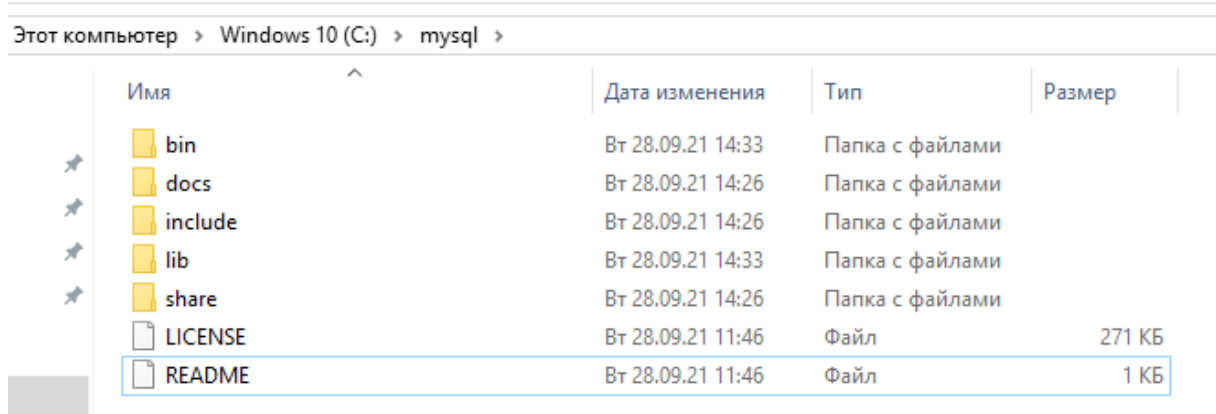 Этот компьютер > Windows 10 (C:) > mysql >
Имя Дата изменения Тип Размер
bin Вт 28.09.21 14:33 Папка с файлами
docs Вт 28.09.21 14:26 Папка с файлами
include Вт 28.09.21 14:26 Папка с файлами
lib Вт 28.09.21 14:33 Папка с файлами
share Вт 28.09.21 14:26 Папка с файлами
LICENSE Вт 28.09.21 11:46 Файл 271 КБ
README Вт 28.09.21 11:46 Файл 1 КБ